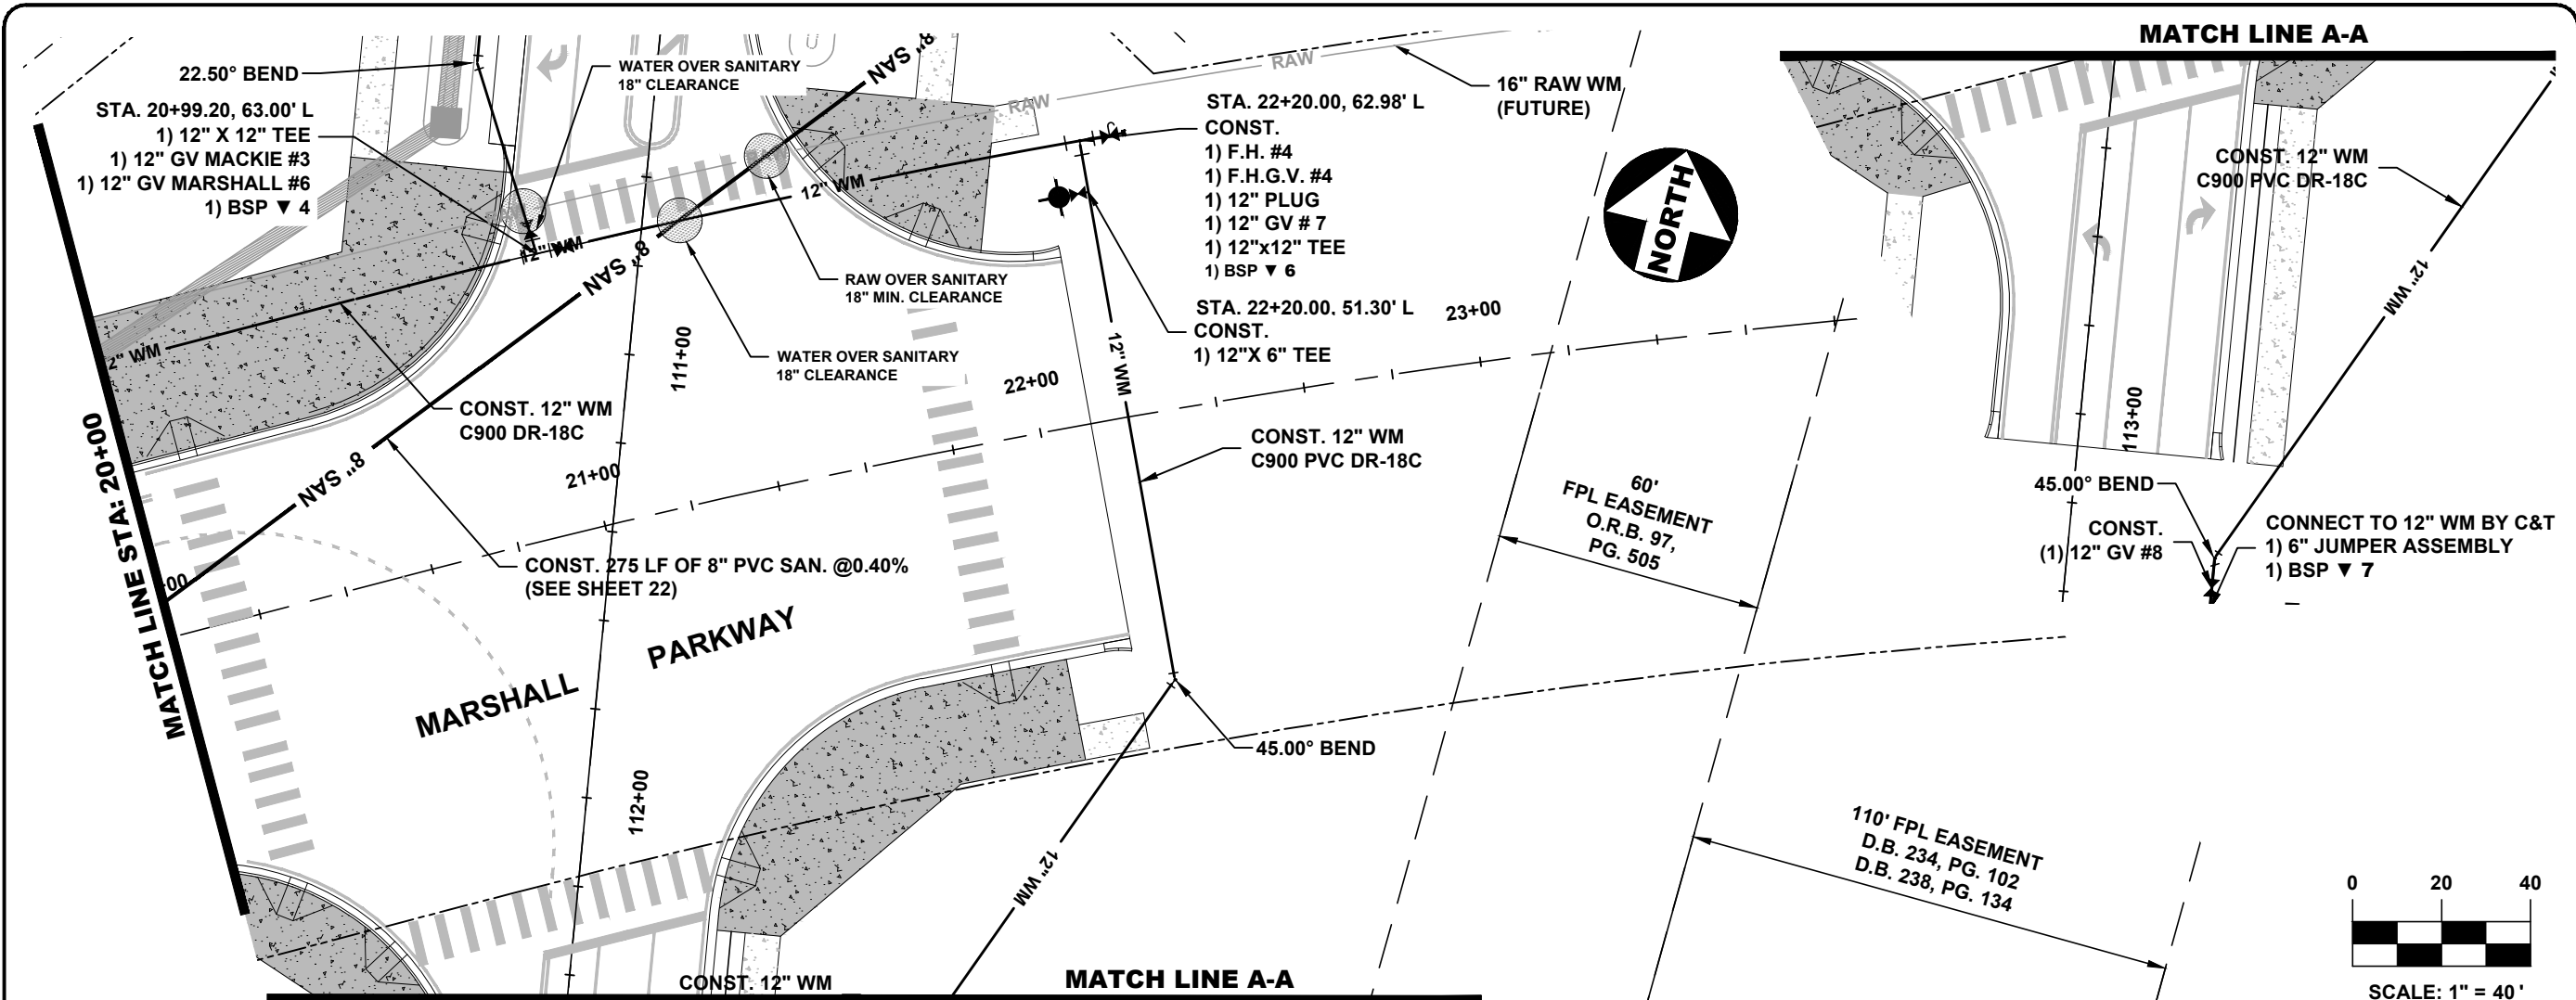 MATCH LINE A-A
22.50° BEND
STA. 20+99.20, 63.00' L
1) 12" X 12" TEE
1) 12" GV MACKIE #3
1) 12" GV MARSHALL #6
1) BSP ▼ 4
WATER OVER SANITARY
18" CLEARANCE
8" SAN
RAW
RAW
16" RAW WM
(FUTURE)
STA. 22+20.00, 62.98' L
CONST.
1) F.H. #4
1) F.H.G.V. #4
1) 12" PLUG
1) 12" GV # 7
1) 12"x12" TEE
1) BSP ▼ 6
STA. 22+20.00, 51.30' L
CONST.
1) 12"X 6" TEE
NORTH
CONST. 12" WM
C900 PVC DR-18C
12" WM
12" WM
12" WM
8" SAN
RAW OVER SANITARY
18" MIN. CLEARANCE
WATER OVER SANITARY
18" CLEARANCE
111+00
23+00
22+00
21+00
12" WM
2" WM
CONST. 12" WM
C900 DR-18C
CONST. 12" WM
C900 PVC DR-18C
MATCH LINE STA: 20+00
8" SAN
:00
CONST. 275 LF OF 8" PVC SAN. @0.40%
(SEE SHEET 22)
MARSHALL PARKWAY
60'
FPL EASEMENT
O.R.B. 97,
PG. 505
113+00
45.00° BEND
CONST.
(1) 12" GV #8
CONNECT TO 12" WM BY C&T
1) 6" JUMPER ASSEMBLY
1) BSP ▼ 7
45.00° BEND
112+00
12" WM
110' FPL EASEMENT
D.B. 234, PG. 102
D.B. 238, PG. 134
0 20 40
SCALE: 1" = 40 '
CONST. 12" WM
MATCH LINE A-A